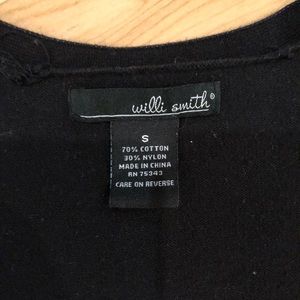 willi smith®
S
70% COTTON
30% NYLON
MADE IN CHINA
RN 75343
CARE ON REVERSE